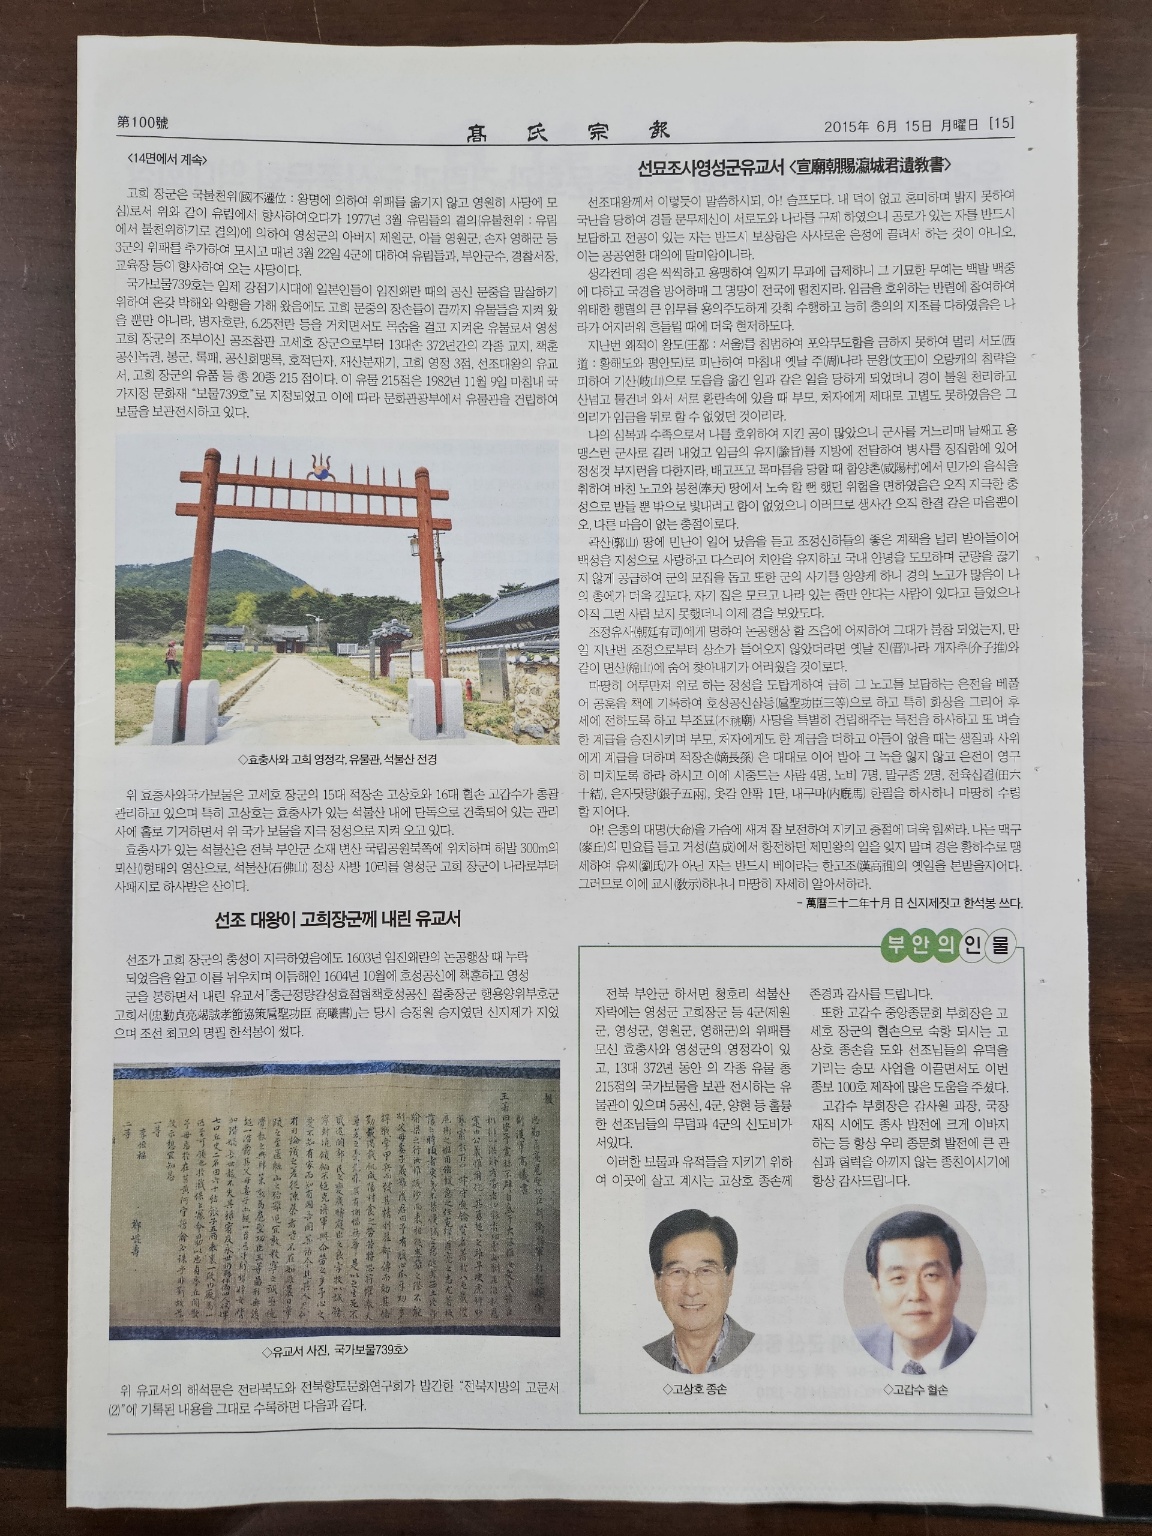 第100號
髙氏宗報
2015年 6月 15日 月曜日 [15]
<14면에서 계속>
고희 장군은 국불천위(國不遷位 : 왕명에 의하여 위패를 옮기지 않고 영원히 사당에 모
심)로서 위와 같이 유림에서 향사하여오다가 1977년 3월 유림들의 결의(유불천위 : 유림
에서 불천위하기로 결의)에 의하여 영성군의 아버지 제원군, 아들 영원군, 손자 영해군 등
3군의 위패를 추가하여 모시고 매년 3월 22일 4군에 대하여 유림들과, 부안군수, 경찰서장,
교육장 등이 향사하여 오는 사당이다.
국가보물739호는 일제 강점기시대에 일본인들이 임진왜란 때의 공신 문중을 말살하기
위하여 온갖 박해와 악행을 가해 왔음에도 고희 문중의 장손들이 끝까지 유물들을 지켜 왔
을 뿐만 아니라, 병자호란, 6.25전란 등을 거치면서도 목숨을 걸고 지켜온 유물로서 영성
고희 장군의 조부이신 공조참판 고세호 장군으로부터 13대손 372년간의 각종 교지, 책훈
공신녹권, 봉군, 록패, 공신회맹록, 호적단자, 재산분재기, 고희 영정 3점, 선조대왕의 유교
서, 고희 장군의 유품 등 총 20종 215 점이다. 이 유물 215점은 1982년 11월 9일 마침내 국
가지정 문화재 "보물739호"로 지정되었고 이에 따라 문화관광부에서 유물관을 건립하여
보물을 보관전시하고 있다.
◇효충사와 고희 영정각, 유물관, 석불산 전경
위 효충사와국가보물은 고세호 장군의 15대 적장손 고상호와 16대 혈손 고갑수가 총괄
관리하고 있으며 특히 고상호는 효충사가 있는 석불산 내에 단독으로 건축되어 있는 관리
사에 홀로 기거하면서 위 국가 보물을 지극 정성으로 지켜 오고 있다.
효충사가 있는 석불산은 전북 부안군 소재 변산 국립공원북쪽에 위치하며 해발 300m의
뫼산(山)형태의 명산으로, 석불산(石佛山) 정상 사방 10리를 영성군 고희 장군이 나라로부터
사패지로 하사받은 산이다.
선조 대왕이 고희장군께 내린 유교서
선조가 고희 장군의 충성이 지극하였음에도 1603년 임진왜란의 논공행상 때 누락
되었음을 알고 이를 뉘우치며 이듬해인 1604년 10월에 호성공신에 책훈하고 영성
군을 봉하면서 내린 유교서「충근정량갈성효절협책호성공신 절충장군 행용양위부호군
고희서(忠勤貞亮竭誠孝節協策扈聖功臣 高曦書)」는 당시 승정원 승지였던 신지제가 지었
으며 조선 최고의 명필 한석봉이 썼다.
◇유교서 사진, 국가보물739호>
위 유교서의 해석문은 전라북도와 전북향토문화연구회가 발간한 "전북지방의 고문서
(2)"에 기록된 내용을 그대로 수록하면 다음과 같다.
선묘조사영성군유교서 <宣廟朝賜瀛城君遺敎書>
선조대왕께서 이렇듯이 말씀하시되, 아! 슬프도다. 내 덕이 없고 혼미하며 밝지 못하여
국난을 당하여 경들 문무제신이 서로도와 나라를 구제 하였으니 공로가 있는 자를 반드시
보답하고 전공이 있는 자는 반드시 보상함은 사사로운 은정에 끌려서 하는 것이 아니오,
이는 공공연한 대의에 말미암이니라.
생각컨데 경은 씩씩하고 용맹하여 일찌기 무과에 급제하니 그 기묘한 무예는 백발 백중
에 다하고 국경을 방어하매 그 명망이 전국에 떨친지라. 임금을 호위하는 반렬에 참여하여
위태한 행렬의 큰 임무를 용의주도하게 갖춰 수행하고 능히 충의의 지조를 다하였음은 나
라가 어지러워 흔들릴 때에 더욱 현저하도다.
지난번 왜적이 왕도(王都 : 서울)를 침범하여 포악무도함을 금하지 못하여 멀리 서도(西
道 : 황해도와 평안도)로 피난하여 마침내 옛날 주(周)나라 문왕(文王)이 오랑캐의 침략을
피하여 기산(岐山)으로 도읍을 옮긴 일과 같은 일을 당하게 되었더니 경이 불원 천리하고
산넘고 물건너 와서 서로 환란속에 있을 때 부모, 처자에게 제대로 고별도 못하였음은 그
의리가 임금을 뒤로 할 수 없었던 것이리라.
나의 심복과 수족으로서 나를 호위하여 지킨 공이 많았으니 군사를 거느리매 날째고 용
맹스런 군사로 길러 내었고 임금의 유지(諭旨)를 지방에 전달하여 병사를 징집함에 있어
정성껏 부지런을 다한지라, 배고프고 목마름을 당할 때 함양촌(咸陽村)에서 민가의 음식을
취하여 바친 노고와 봉천(奉天) 땅에서 노숙 할 뻔 했던 위험을 면하였음은 오직 지극한 충
성으로 받들 뿐 밖으로 빛내려고 함이 없었으니 이러므로 생사간 오직 한결 같은 마음뿐이
오, 다른 마음이 없는 충절이로다.
곽산(郭山) 땅에 민난이 일어 났음을 듣고 조정신하들의 좋은 계책을 널리 받아들이어
백성을 지성으로 사랑하고 다스리어 치안을 유지하고 국내 안녕을 도모하며 군량을 끊기
지 않게 공급하여 군의 모집을 돕고 또한 군의 사기를 앙양케 하니 경의 노고가 많음이 나
의 총애가 더욱 깊도다. 자기 집은 모르고 나라 있는 줄만 안다는 사람이 있다고 들었으나
아직 그런 사람 보지 못했더니 이제 경을 보았도다.
조정유사(朝廷有司)에게 명하여 논공행상 할 즈음에 어찌하여 그대가 불참 되었는지, 만
일 지난번 조정으로부터 상소가 들어오지 않았더라면 옛날 진(晋)나라 개자추(介子推)와
같이 면산(綿山)에 숨어 찾아내기가 어려웠을 것이로다.
마땅히 어루만져 위로 하는 정성을 도탑게하여 급히 그 노고를 보답하는 은전을 베풀
어 공훈을 책에 기록하여 호성공신삼등(扈聖功臣三等)으로 하고 특히 화상을 그리어 후
세에 전하도록 하고 부조묘(不祧廟) 사당을 특별히 건립해주는 특전을 하사하고 또 벼슬
한 계급을 승진시키며 부모, 처자에게도 한 계급을 더하고 아들이 없을 때는 생질과 사위
에게 계급을 더하며 적장손(嫡長孫) 은 대대로 이어 받아 그 녹을 잃지 않고 은전이 영구
히 미치도록 하라 하시고 이에 시중드는 사람 4명, 노비 7명, 말구종 2명, 전육십결(田六
十結), 은자닷량(銀子五兩), 옷감 안팎 1단, 내구마(內廐馬) 한필을 하사하니 마땅히 수령
할 지어다.
아! 은총의 대명(大命)을 가슴에 새겨 잘 보전하여 지키고 충절에 더욱 힘써라. 나는 맥구
(麥丘)의 민요를 듣고 거성(莒成)에서 항전하던 제민왕의 일을 잊지 말며 경은 황하수로 맹
세하여 유씨(劉氏)가 아닌 자는 반드시 베이라는 한고조(漢高祖)의 옛일을 본받을지어다.
그러므로 이에 교시(敎示)하나니 마땅히 자세히 알아서하라.
- 萬曆三十二年十月 日 신지제짓고 한석봉 쓰다.
부안의 인물
전북 부안군 하서면 청호리 석불산
자락에는 영성군 고희장군 등 4군(제원
군, 영성군, 영원군, 영해군)의 위패를
모신 효충사와 영성군의 영정각이 있
고, 13대 372년 동안 의 각종 유물 총
215점의 국가보물을 보관 전시하는 유
물관이 있으며 5공신, 4군, 양현 등 훌륭
한 선조님들의 무덤과 4군의 신도비가
서있다.
이러한 보물과 유적들을 지키기 위하
여 이곳에 살고 계시는 고상호 종손께
존경과 감사를 드립니다.
또한 고갑수 중앙종문회 부회장은 고
세호 장군의 혈손으로 숙항 되시는 고
상호 종손을 도와 선조님들의 유덕을
기리는 숭모 사업을 이끌면서도 이번
종보 100호 제작에 많은 도움을 주셨다.
고갑수 부회장은 감사원 과장, 국장
재직 시에도 종사 발전에 크게 이바지
하는 등 항상 우리 종문회 발전에 큰 관
심과 협력을 아끼지 않는 종친이시기에
항상 감사드립니다.
◇고상호 종손
◇고갑수 혈손